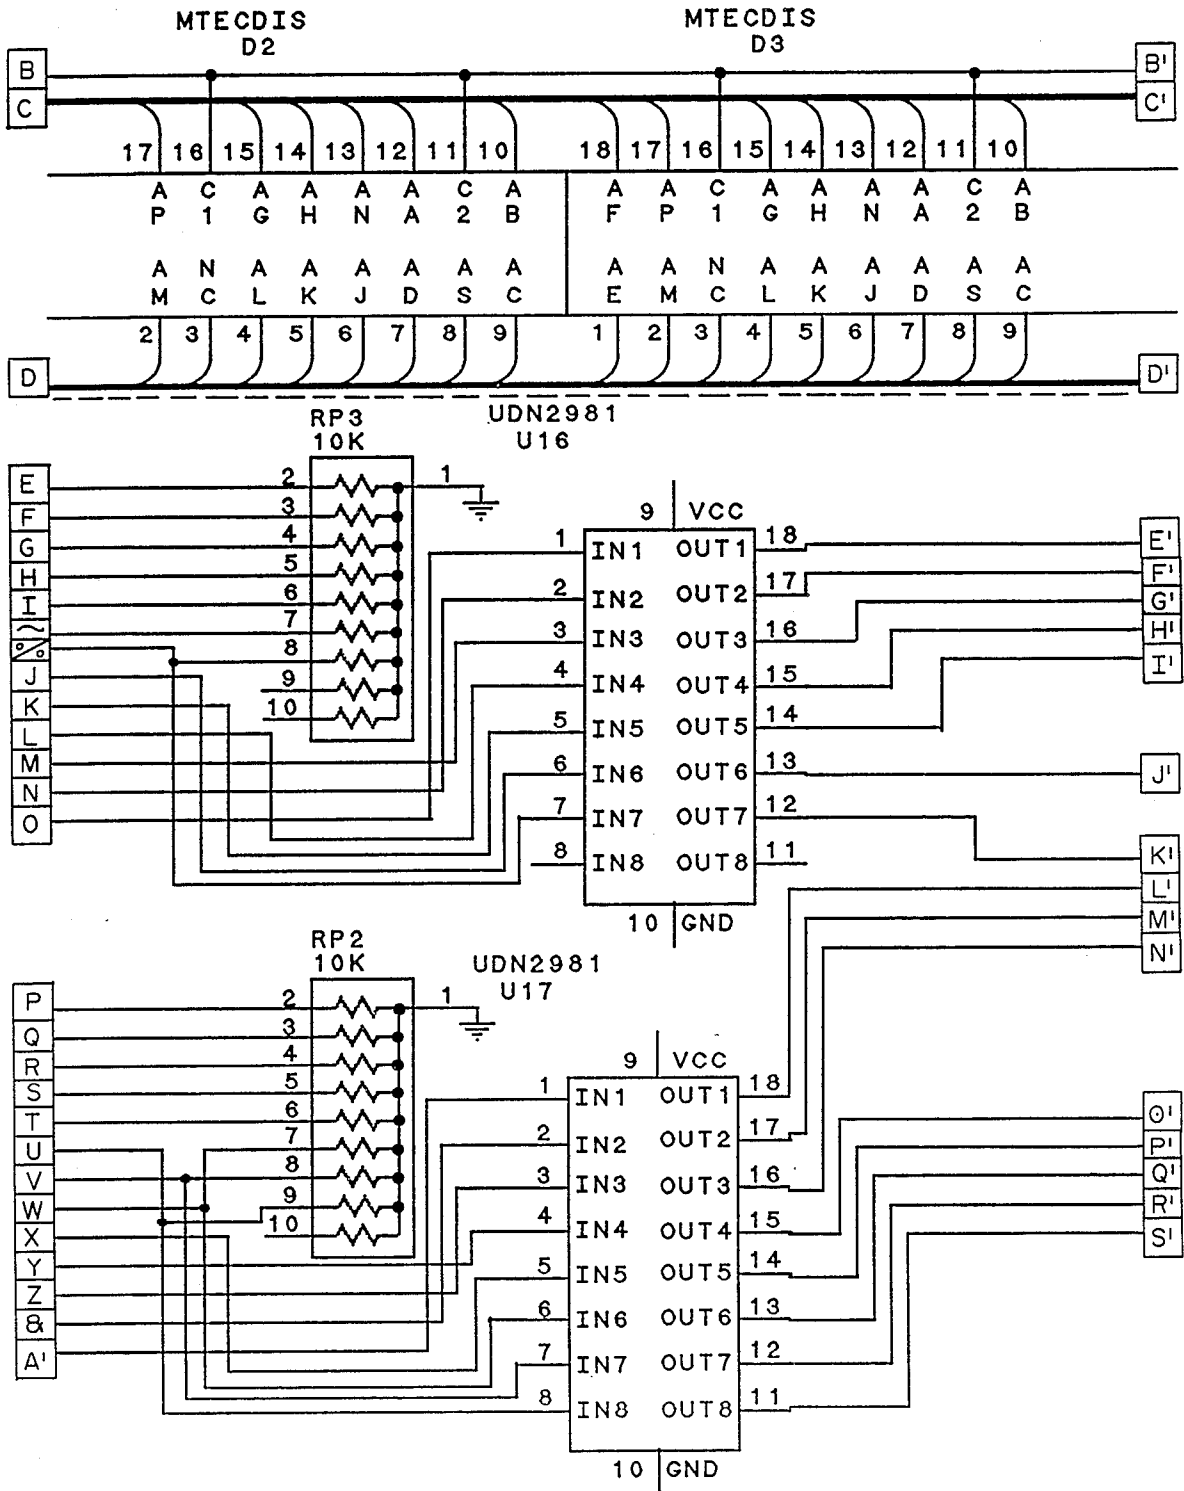 MTECDIS
D2
MTECDIS
D3
B
B'
C
C'
17 16 15 14 13 12 11 10 18 17 16 15 14 13 12 11 10
A C A A A A C A A A C A A A A C A
P 1 G H N A 2 B F P 1 G H N A 2 B
A N A A A A A A A A N A A A A A A
M C L K J D S C E M C L K J D S C
2 3 4 5 6 7 8 9 1 2 3 4 5 6 7 8 9
D
D'
RP3
10K
UDN2981
U16
E 2 1
F 3
G 4
H 5
I 6
~ 7
% 8
J 9
K 10
L
M
N
O
9 VCC
1 IN1 OUT1 18 E'
2 IN2 OUT2 17 F'
3 IN3 OUT3 16 G'
4 IN4 OUT4 15 H'
5 IN5 OUT5 14 I'
6 IN6 OUT6 13 J'
7 IN7 OUT7 12 K'
8 IN8 OUT8 11
10 GND
L'
M'
N'
RP2
10K
UDN2981
U17
P 2 1
Q 3
R 4
S 5
T 6
U 7
V 8
W 9
X 10
Y
Z
&
A'
9 VCC
1 IN1 OUT1 18
2 IN2 OUT2 17
3 IN3 OUT3 16
4 IN4 OUT4 15 O'
5 IN5 OUT5 14 P'
6 IN6 OUT6 13 Q'
7 IN7 OUT7 12 R'
8 IN8 OUT8 11 S'
10 GND